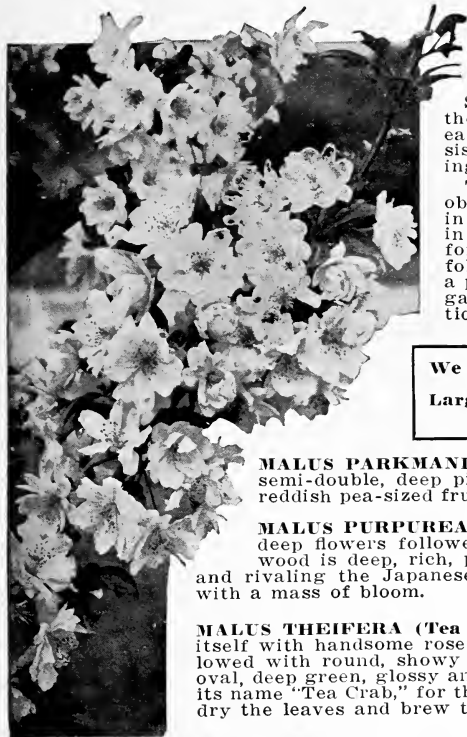 S
the
ea
sis
ing
ob
in
in
for
fol
a p
ga
tio
We
Larg
MALUS PARKMANI
semi-double, deep p
reddish pea-sized fru
MALUS PURPUREA
deep flowers followe
wood is deep, rich, p
and rivaling the Japanese
with a mass of bloom.
MALUS THEIFERA (Tea
itself with handsome rose
lowed with round, showy
oval, deep green, glossy ar
its name "Tea Crab," for th
dry the leaves and brew t